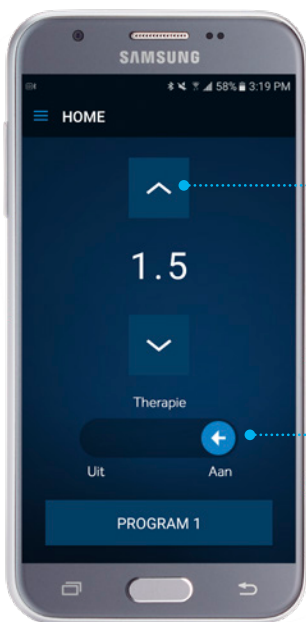 SAMSUNG
58% 3:19 PM
HOME
1.5
Therapie
Uit Aan
PROGRAM 1